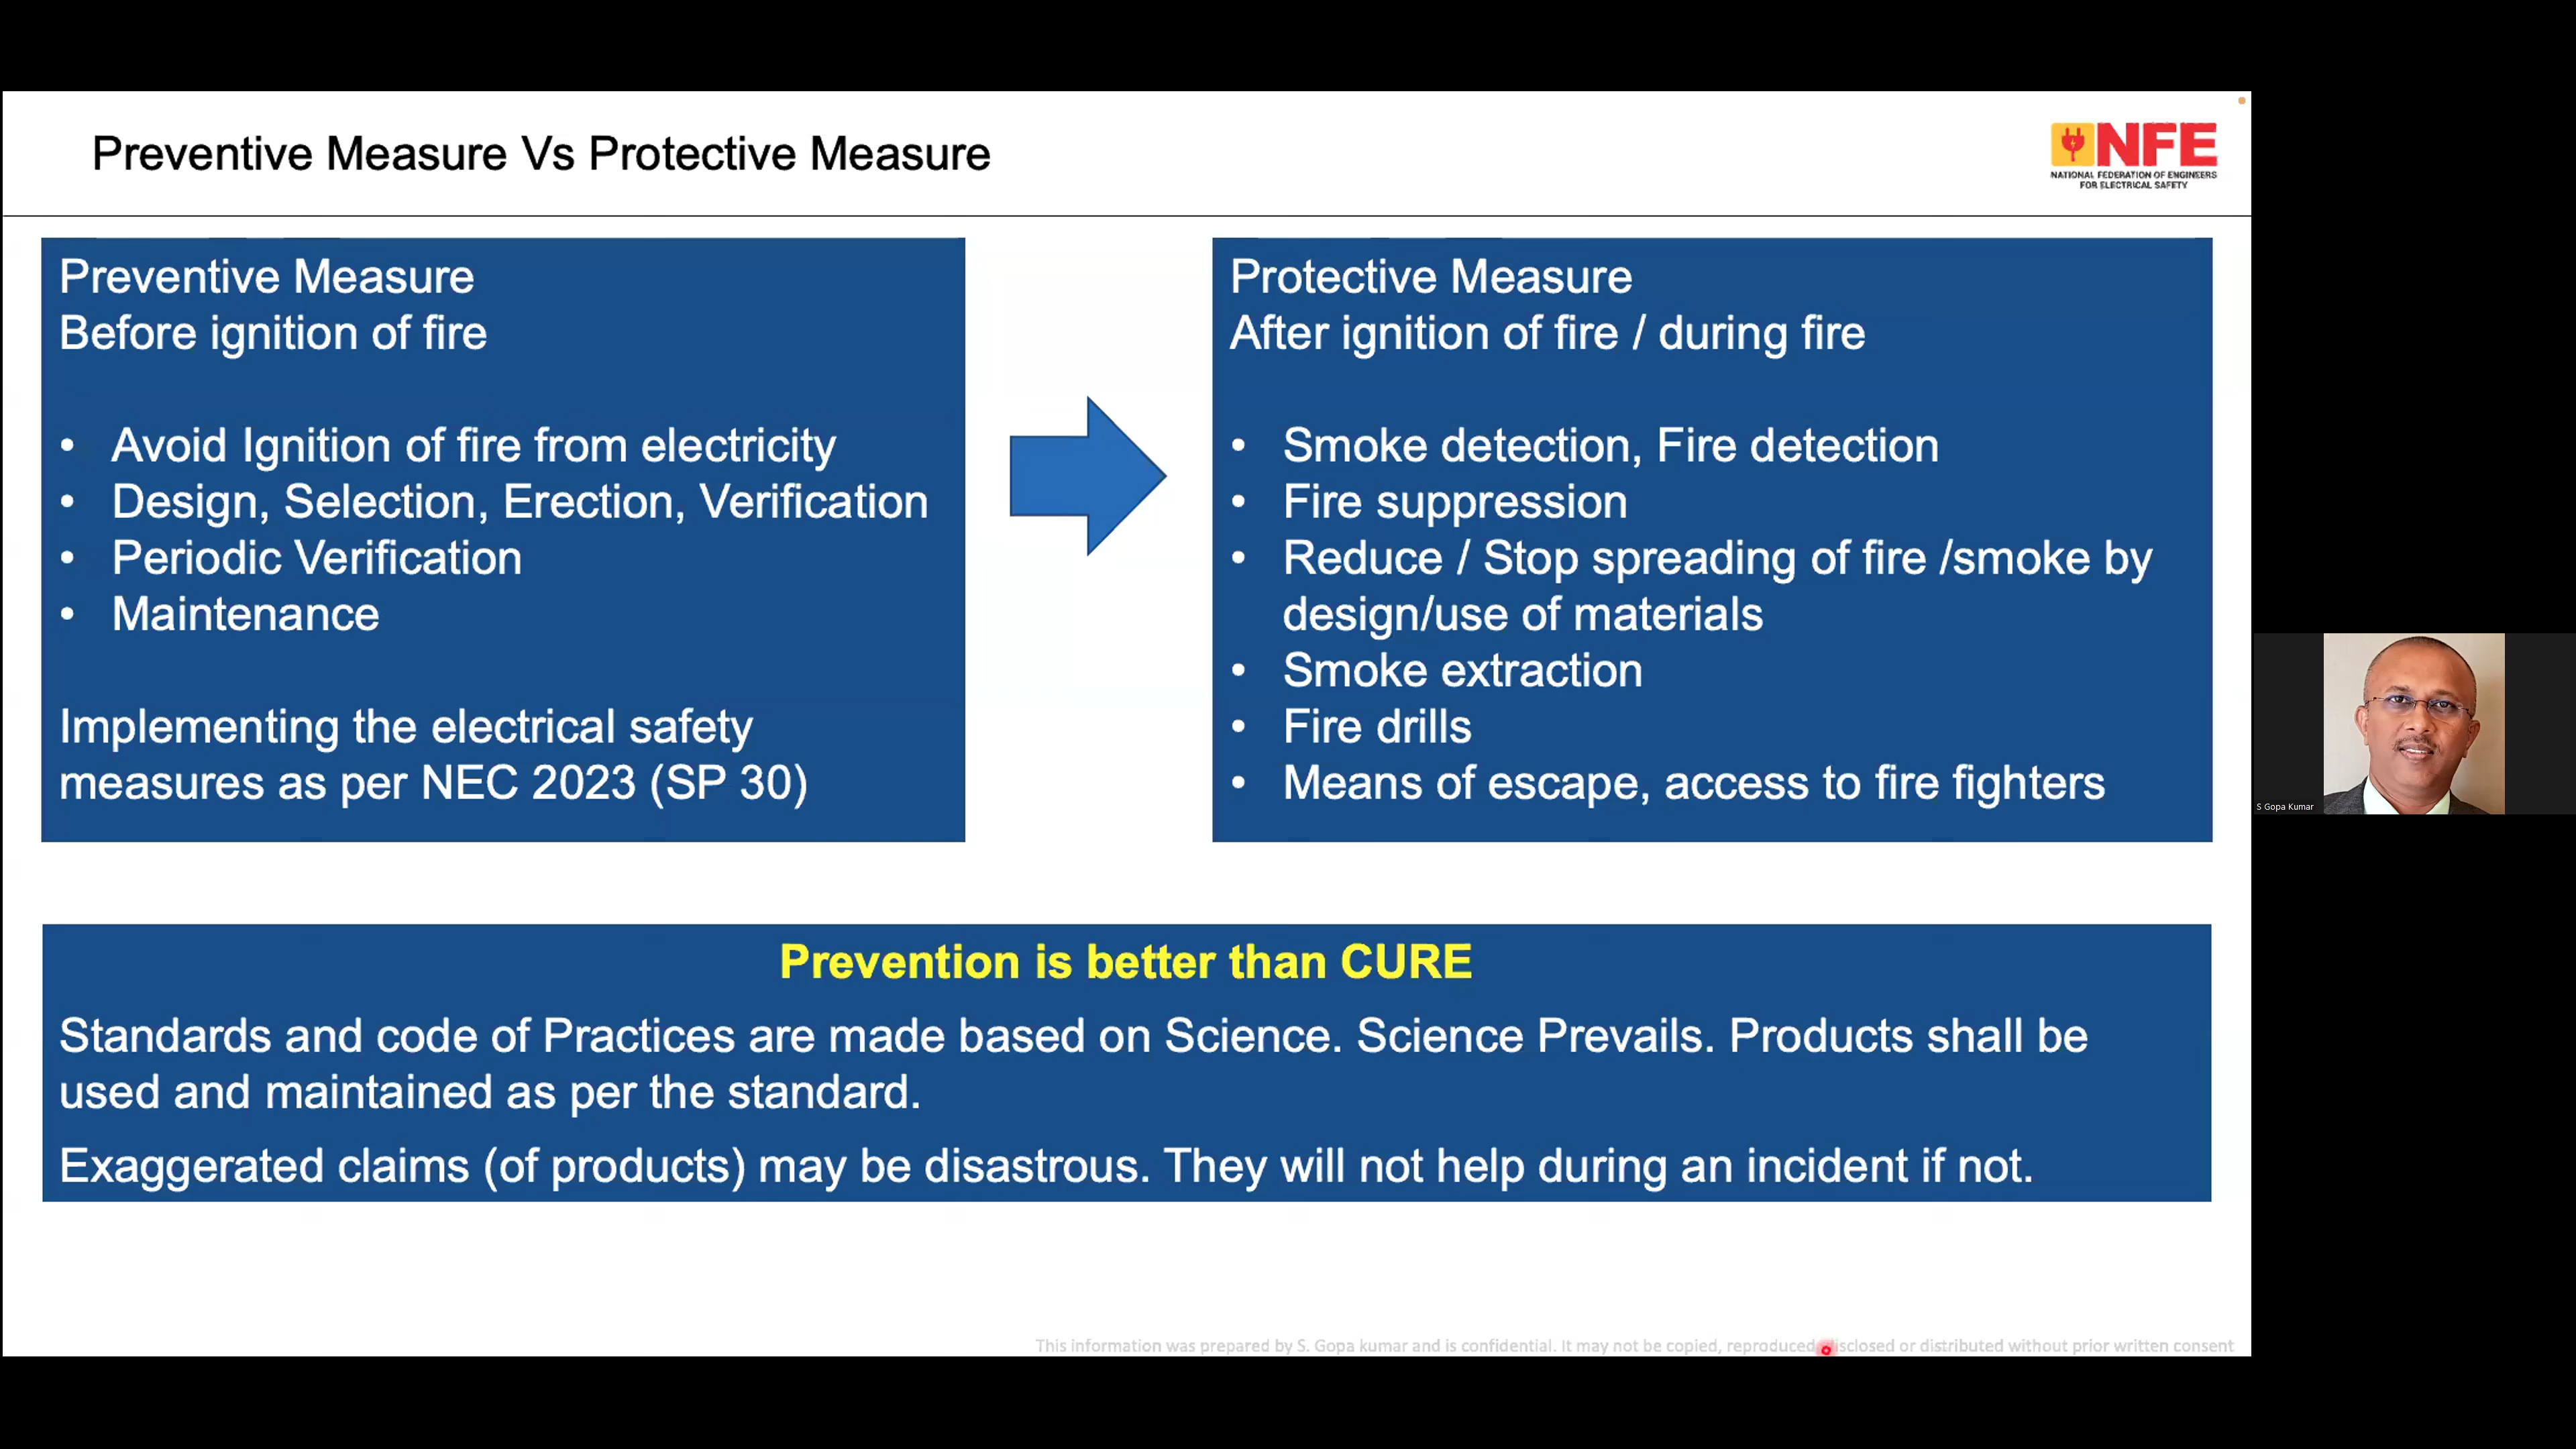 Preventive Measure Vs Protective Measure
NFE
NATIONAL FEDERATION OF ENGINEERS
FOR ELECTRICAL SAFETY
Preventive Measure
Before ignition of fire
• Avoid Ignition of fire from electricity
• Design, Selection, Erection, Verification
• Periodic Verification
• Maintenance
Implementing the electrical safety
measures as per NEC 2023 (SP 30)
Protective Measure
After ignition of fire / during fire
• Smoke detection, Fire detection
• Fire suppression
• Reduce / Stop spreading of fire /smoke by
design/use of materials
• Smoke extraction
• Fire drills
• Means of escape, access to fire fighters
Prevention is better than CURE
Standards and code of Practices are made based on Science. Science Prevails. Products shall be
used and maintained as per the standard.
Exaggerated claims (of products) may be disastrous. They will not help during an incident if not.
This information was prepared by S. Gopa kumar and is confidential. It may not be copied, reproduced disclosed or distributed without prior written consent
S Gopa Kumar